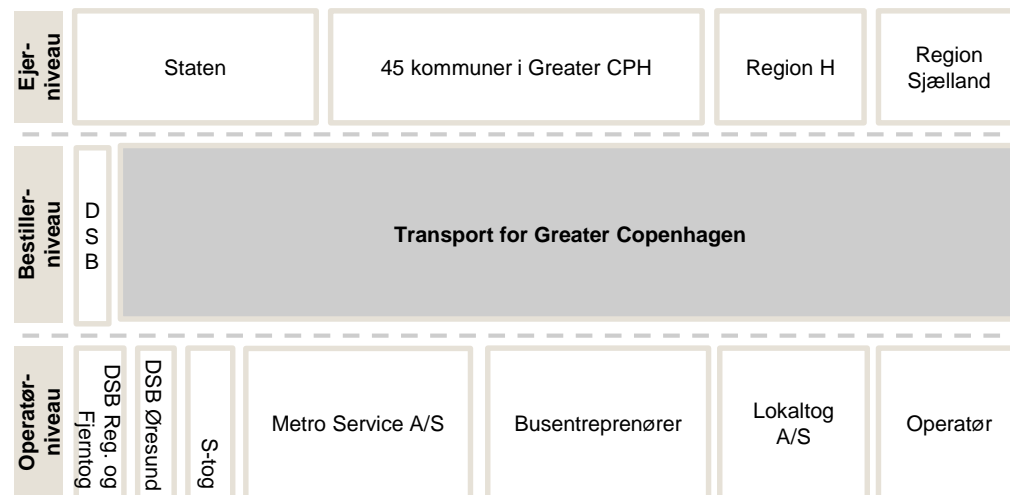 Ejer-
niveau
Staten
45 kommuner i Greater CPH
Region H
Region
Sjælland
Bestiller-
niveau
D
S
B
Transport for Greater Copenhagen
Operatør-
niveau
DSB Reg. og
Fjerntog
DSB Øresund
S-tog
Metro Service A/S
Busentreprenører
Lokaltog
A/S
Operatør